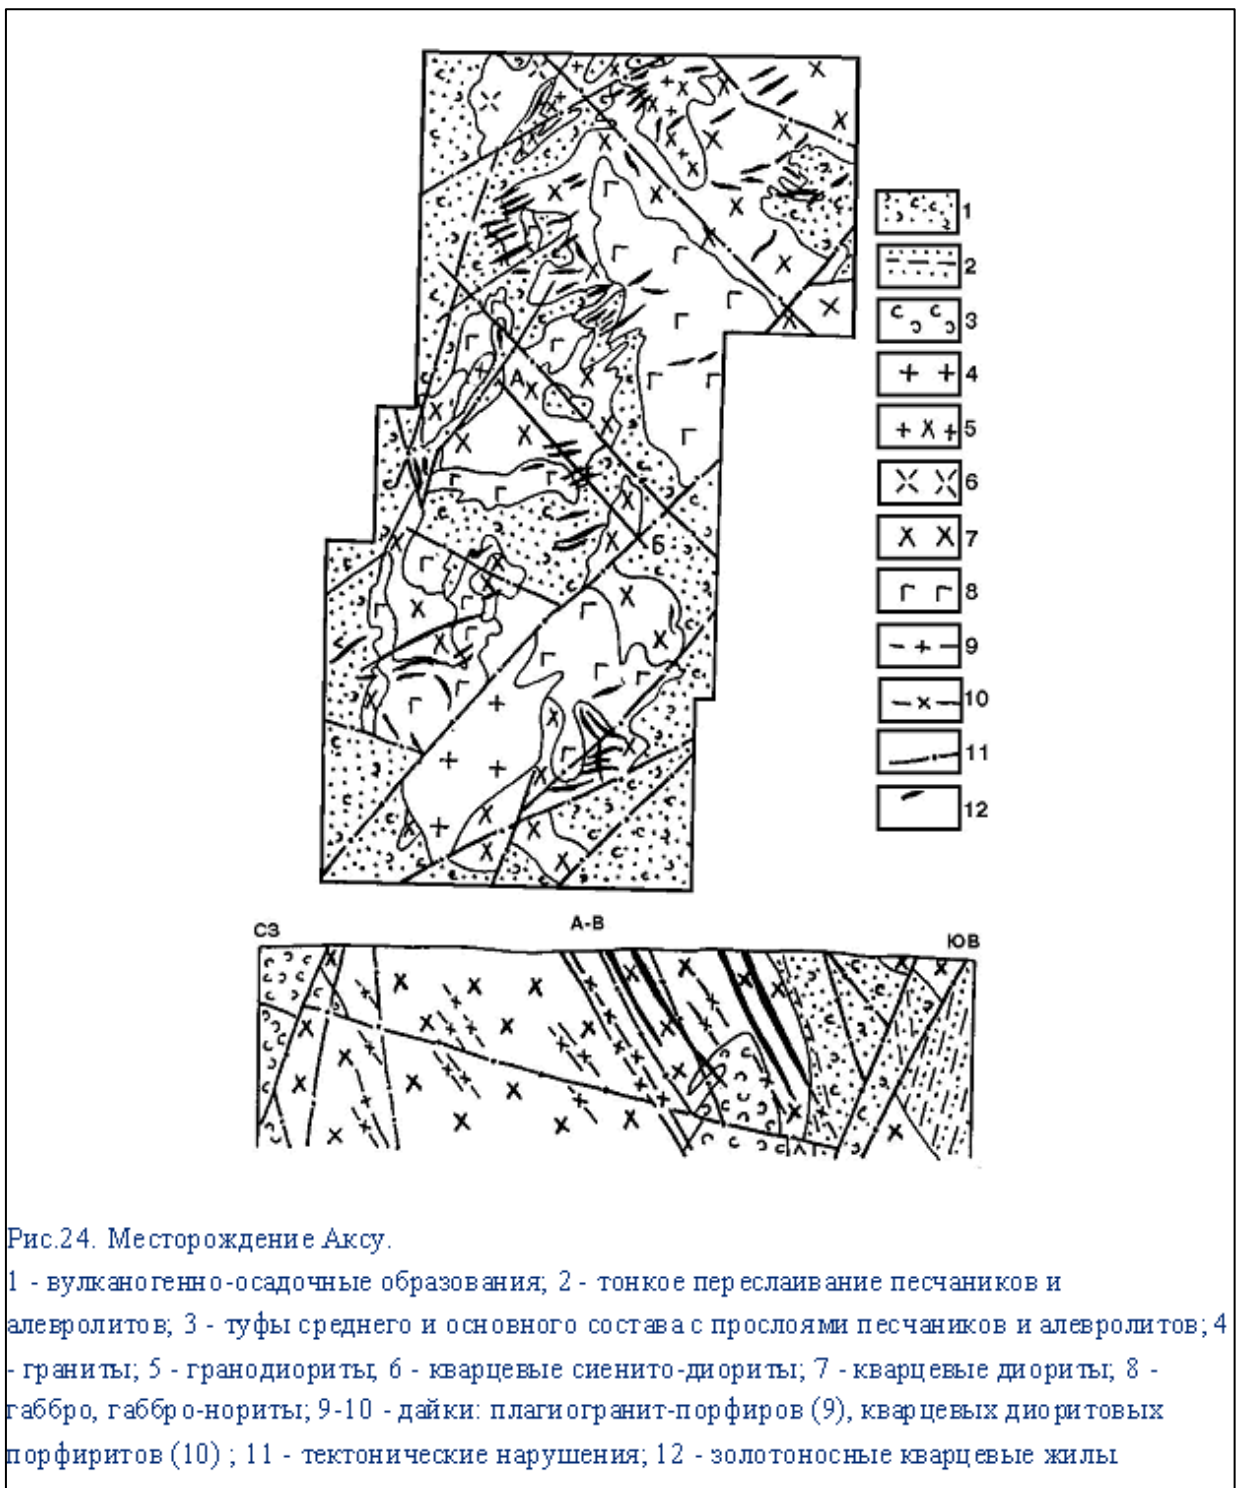 1
2
3
4
5
6
7
8
9
10
11
12
А
Б
СЗ
А-В
ЮВ
Рис.24. Месторождение Аксу.
1 - вулканогенно-осадочные образования; 2 - тонкое переслаивание песчаников и
алевролитов; 3 - туфы среднего и основного состава с прослоями песчаников и алевролитов; 4
- граниты; 5 - гранодиориты; 6 - кварцевые сиенито-диориты; 7 - кварцевые диориты; 8 -
габбро, габбро-нориты; 9-10 - дайки: плагиогранит-порфиров (9), кварцевых диоритовых
порфиритов (10) ; 11 - тектонические нарушения; 12 - золотоносные кварцевые жилы